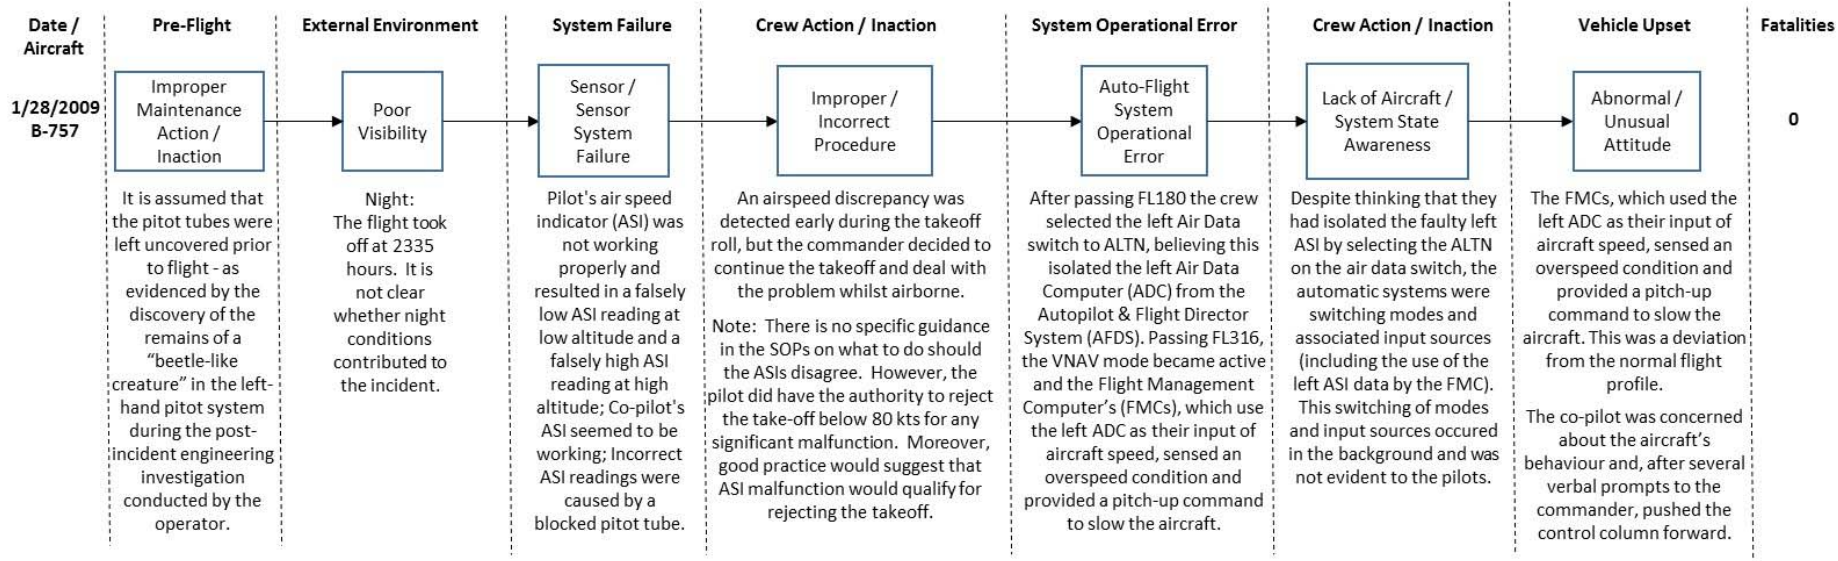 Date /
Aircraft
Pre-Flight
External Environment
System Failure
Crew Action / Inaction
System Operational Error
Crew Action / Inaction
Vehicle Upset
Fatalities
1/28/2009
B-757
Improper
Maintenance
Action /
Inaction
Poor
Visibility
Sensor /
Sensor
System
Failure
Improper /
Incorrect
Procedure
Auto-Flight
System
Operational
Error
Lack of Aircraft /
System State
Awareness
Abnormal /
Unusual
Attitude
0
It is assumed that
the pitot tubes were
left uncovered prior
to flight - as
evidenced by the
discovery of the
remains of a
“beetle-like
creature” in the left-
hand pitot system
during the post-
incident engineering
investigation
conducted by the
operator.
Night:
The flight took
off at 2335
hours. It is
not clear
whether night
conditions
contributed to
the incident.
Pilot's air speed
indicator (ASI) was
not working
properly and
resulted in a falsely
low ASI reading at
low altitude and a
falsely high ASI
reading at high
altitude; Co-pilot's
ASI seemed to be
working; Incorrect
ASI readings were
caused by a
blocked pitot tube.
An airspeed discrepancy was
detected early during the takeoff
roll, but the commander decided to
continue the takeoff and deal with
the problem whilst airborne.
Note: There is no specific guidance
in the SOPs on what to do should
the ASIs disagree. However, the
pilot did have the authority to reject
the take-off below 80 kts for any
significant malfunction. Moreover,
good practice would suggest that
ASI malfunction would qualify for
rejecting the takeoff.
After passing FL180 the crew
selected the left Air Data
switch to ALTN, believing this
isolated the left Air Data
Computer (ADC) from the
Autopilot & Flight Director
System (AFDS). Passing FL316,
the VNAV mode became active
and the Flight Management
Computer’s (FMCs), which use
the left ADC as their input of
aircraft speed, sensed an
overspeed condition and
provided a pitch-up command
to slow the aircraft.
Despite thinking that they
had isolated the faulty left
ASI by selecting the ALTN
on the air data switch, the
automatic systems were
switching modes and
associated input sources
(including the use of the
left ASI data by the FMC).
This switching of modes
and input sources occured
in the background and was
not evident to the pilots.
The FMCs, which used the
left ADC as their input of
aircraft speed, sensed an
overspeed condition and
provided a pitch-up
command to slow the
aircraft. This was a deviation
from the normal flight
profile.
The co-pilot was concerned
about the aircraft’s
behaviour and, after several
verbal prompts to the
commander, pushed the
control column forward.